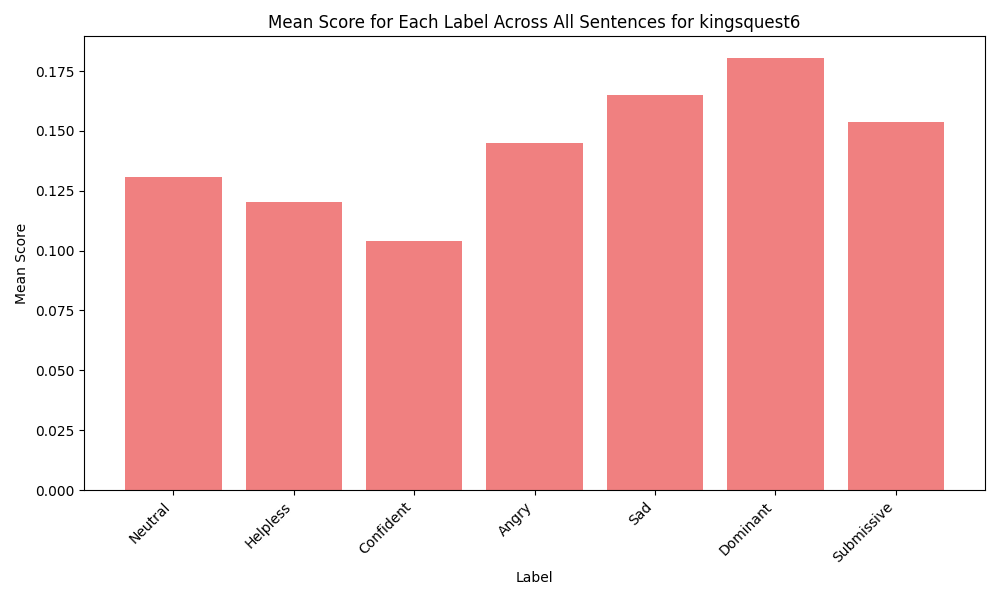 Mean Score for Each Label Across All Sentences for kingsquest6
Mean Score
0.175
0.150
0.125
0.100
0.075
0.050
0.025
0.000
Neutral
Helpless
Confident
Angry
Sad
Dominant
Submissive
Label